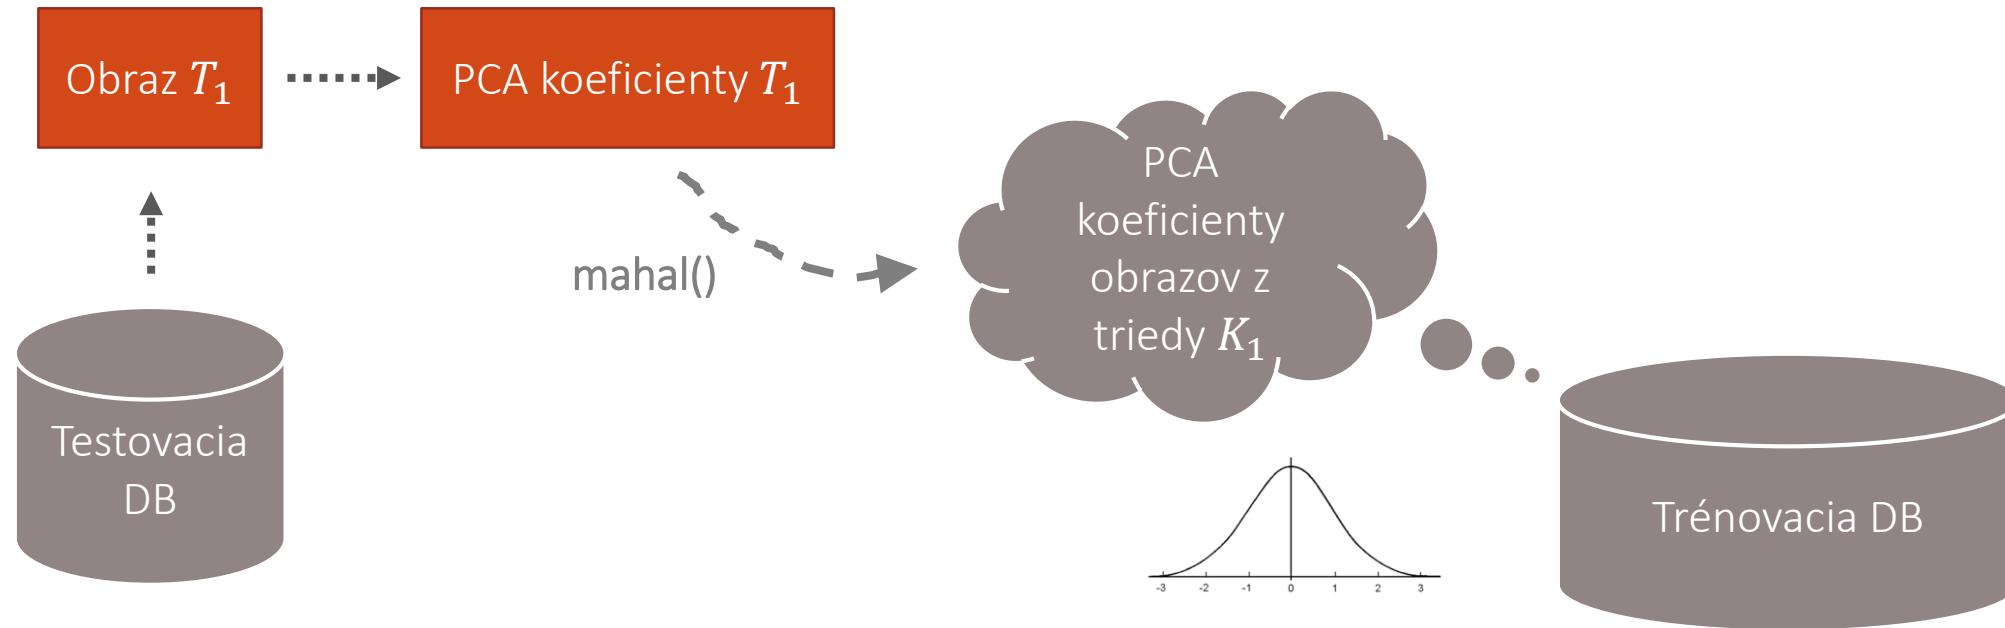 Obraz T₁
PCA koeficienty T₁
mahal()
PCA
koeficienty
obrazov z
triedy K₁
Testovacia
DB
Trénovacia DB
-3 -2 -1 0 1 2 3